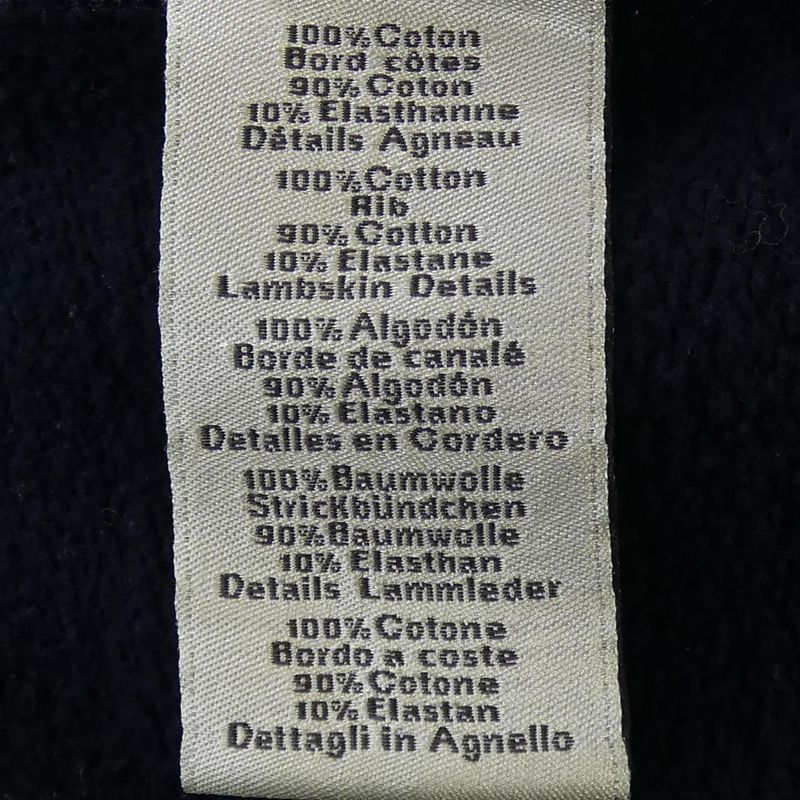 100% Coton
Bord côtes
90% Coton
10% Elasthanne
Détails Agneau
100% Cotton
Rib
90% Cotton
10% Elastane
Lambskin Details
100% Algodón
Borde de canalé
90% Algodón
10% Elastano
Detalles en Cordero
100% Baumwolle
Strickbündchen
90% Baumwolle
10% Elasthan
Details Lammleder
100% Cotone
Bordo a coste
90% Cotone
10% Elastan
Dettagli in Agnello